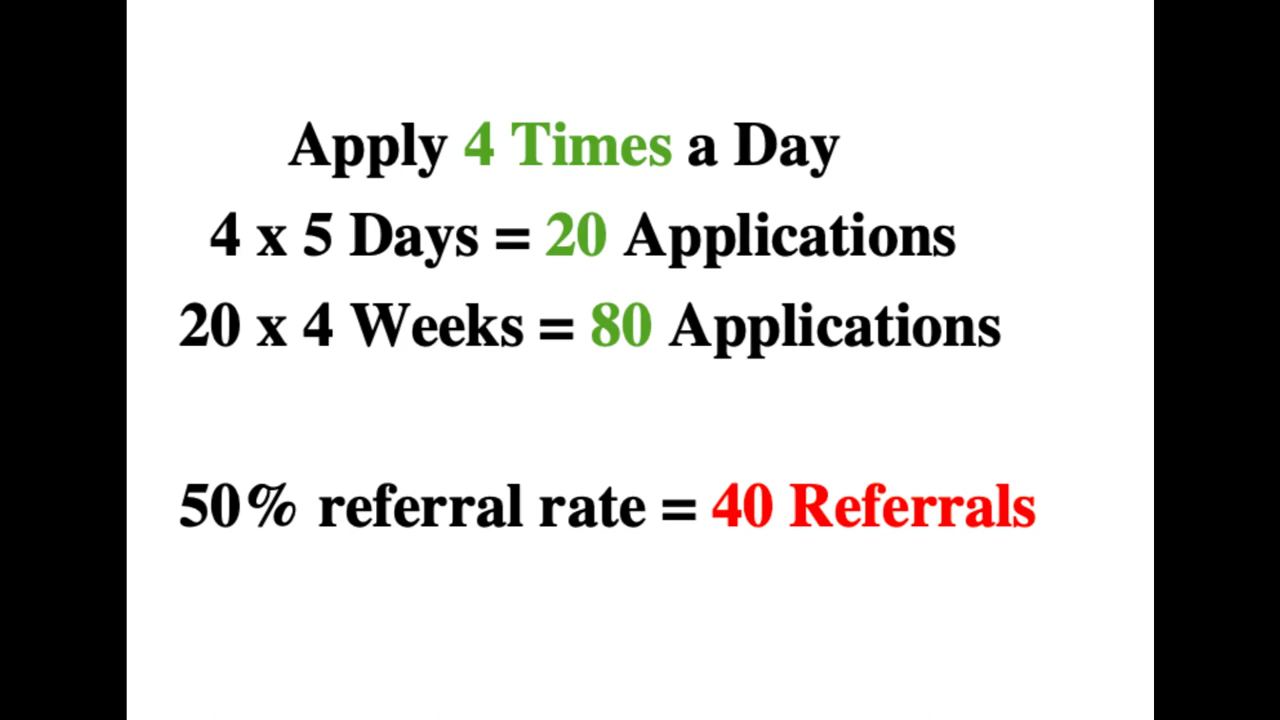 Apply 4 Times a Day
4 x 5 Days = 20 Applications
20 x 4 Weeks = 80 Applications
50% referral rate = 40 Referrals